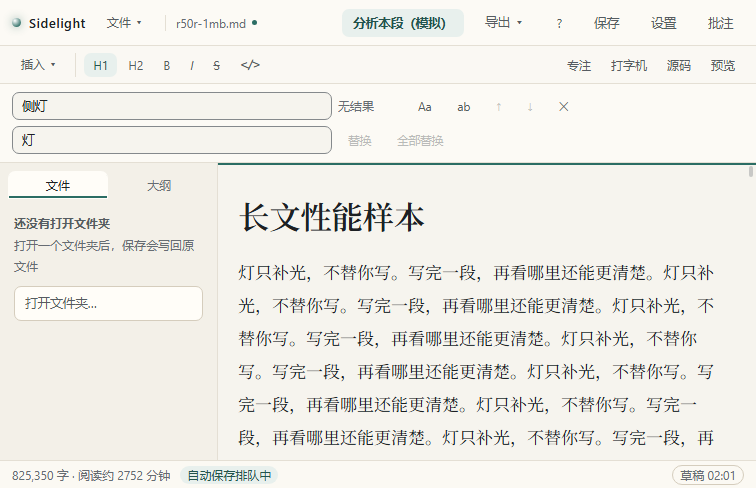 Sidelight 文件 ▾ r50r-1mb.md ● 分析本段（模拟） 导出 ▾ ? 保存 设置 批注
插入 ▾ H1 H2 B I S </> 专注 打字机 源码 预览
侧灯 无结果 Aa ab ↑ ↓ ×
灯 替换 全部替换
文件 大纲
还没有打开文件夹
打开一个文件夹后，保存会写回原
文件
打开文件夹...
长文性能样本
灯只补光，不替你写。写完一段，再看哪里还能更清楚。灯只补
光，不替你写。写完一段，再看哪里还能更清楚。灯只补光，不
替你写。写完一段，再看哪里还能更清楚。灯只补光，不替你
写。写完一段，再看哪里还能更清楚。灯只补光，不替你写。写
完一段，再看哪里还能更清楚。灯只补光，不替你写。写完一
段，再看哪里还能更清楚。灯只补光，不替你写。写完一段，再
825,350 字 · 阅读约 2752 分钟 自动保存排队中 草稿 02:01